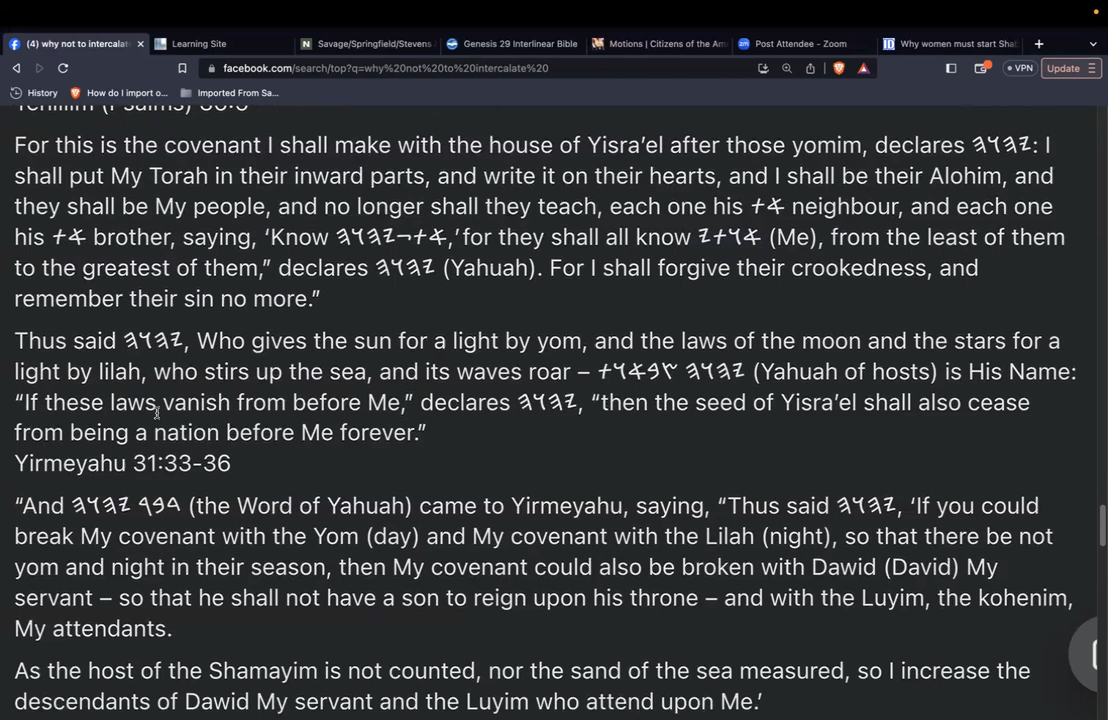 (4) why not to intercalat
Learning Site
Savage/Springfield/Stevens
Genesis 29 Interlinear Bible
Motions | Citizens of the Am
Post Attendee - Zoom
Why women must start Sha
facebook.com/search/top?q=why%20not%20to%20intercalate%20
VPN
Update
History
How do I import o...
Imported From Sa...
For this is the covenant I shall make with the house of Yisra’el after those yomim, declares 𐤉𐤄𐤅𐤄: I
shall put My Torah in their inward parts, and write it on their hearts, and I shall be their Alohim, and
they shall be My people, and no longer shall they teach, each one his 𐤀𐤕 neighbour, and each one
his 𐤀𐤕 brother, saying, ‘Know 𐤀𐤕¬𐤉𐤄𐤅𐤄,’ for they shall all know 𐤀𐤅𐤕𐤉 (Me), from the least of them
to the greatest of them,” declares 𐤉𐤄𐤅𐤄 (Yahuah). For I shall forgive their crookedness, and
remember their sin no more.”
Thus said 𐤉𐤄𐤅𐤄, Who gives the sun for a light by yom, and the laws of the moon and the stars for a
light by lilah, who stirs up the sea, and its waves roar – 𐤉𐤄𐤅𐤄 𐤑𐤁𐤀𐤅𐤕 (Yahuah of hosts) is His Name:
“If these laws vanish from before Me,” declares 𐤉𐤄𐤅𐤄, “then the seed of Yisra’el shall also cease
from being a nation before Me forever.”
Yirmeyahu 31:33-36
“And 𐤃𐤁𐤓 𐤉𐤄𐤅𐤄 (the Word of Yahuah) came to Yirmeyahu, saying, “Thus said 𐤉𐤄𐤅𐤄, ‘If you could
break My covenant with the Yom (day) and My covenant with the Lilah (night), so that there be not
yom and night in their season, then My covenant could also be broken with Dawid (David) My
servant – so that he shall not have a son to reign upon his throne – and with the Luyim, the kohenim,
My attendants.
As the host of the Shamayim is not counted, nor the sand of the sea measured, so I increase the
descendants of Dawid My servant and the Luyim who attend upon Me.’